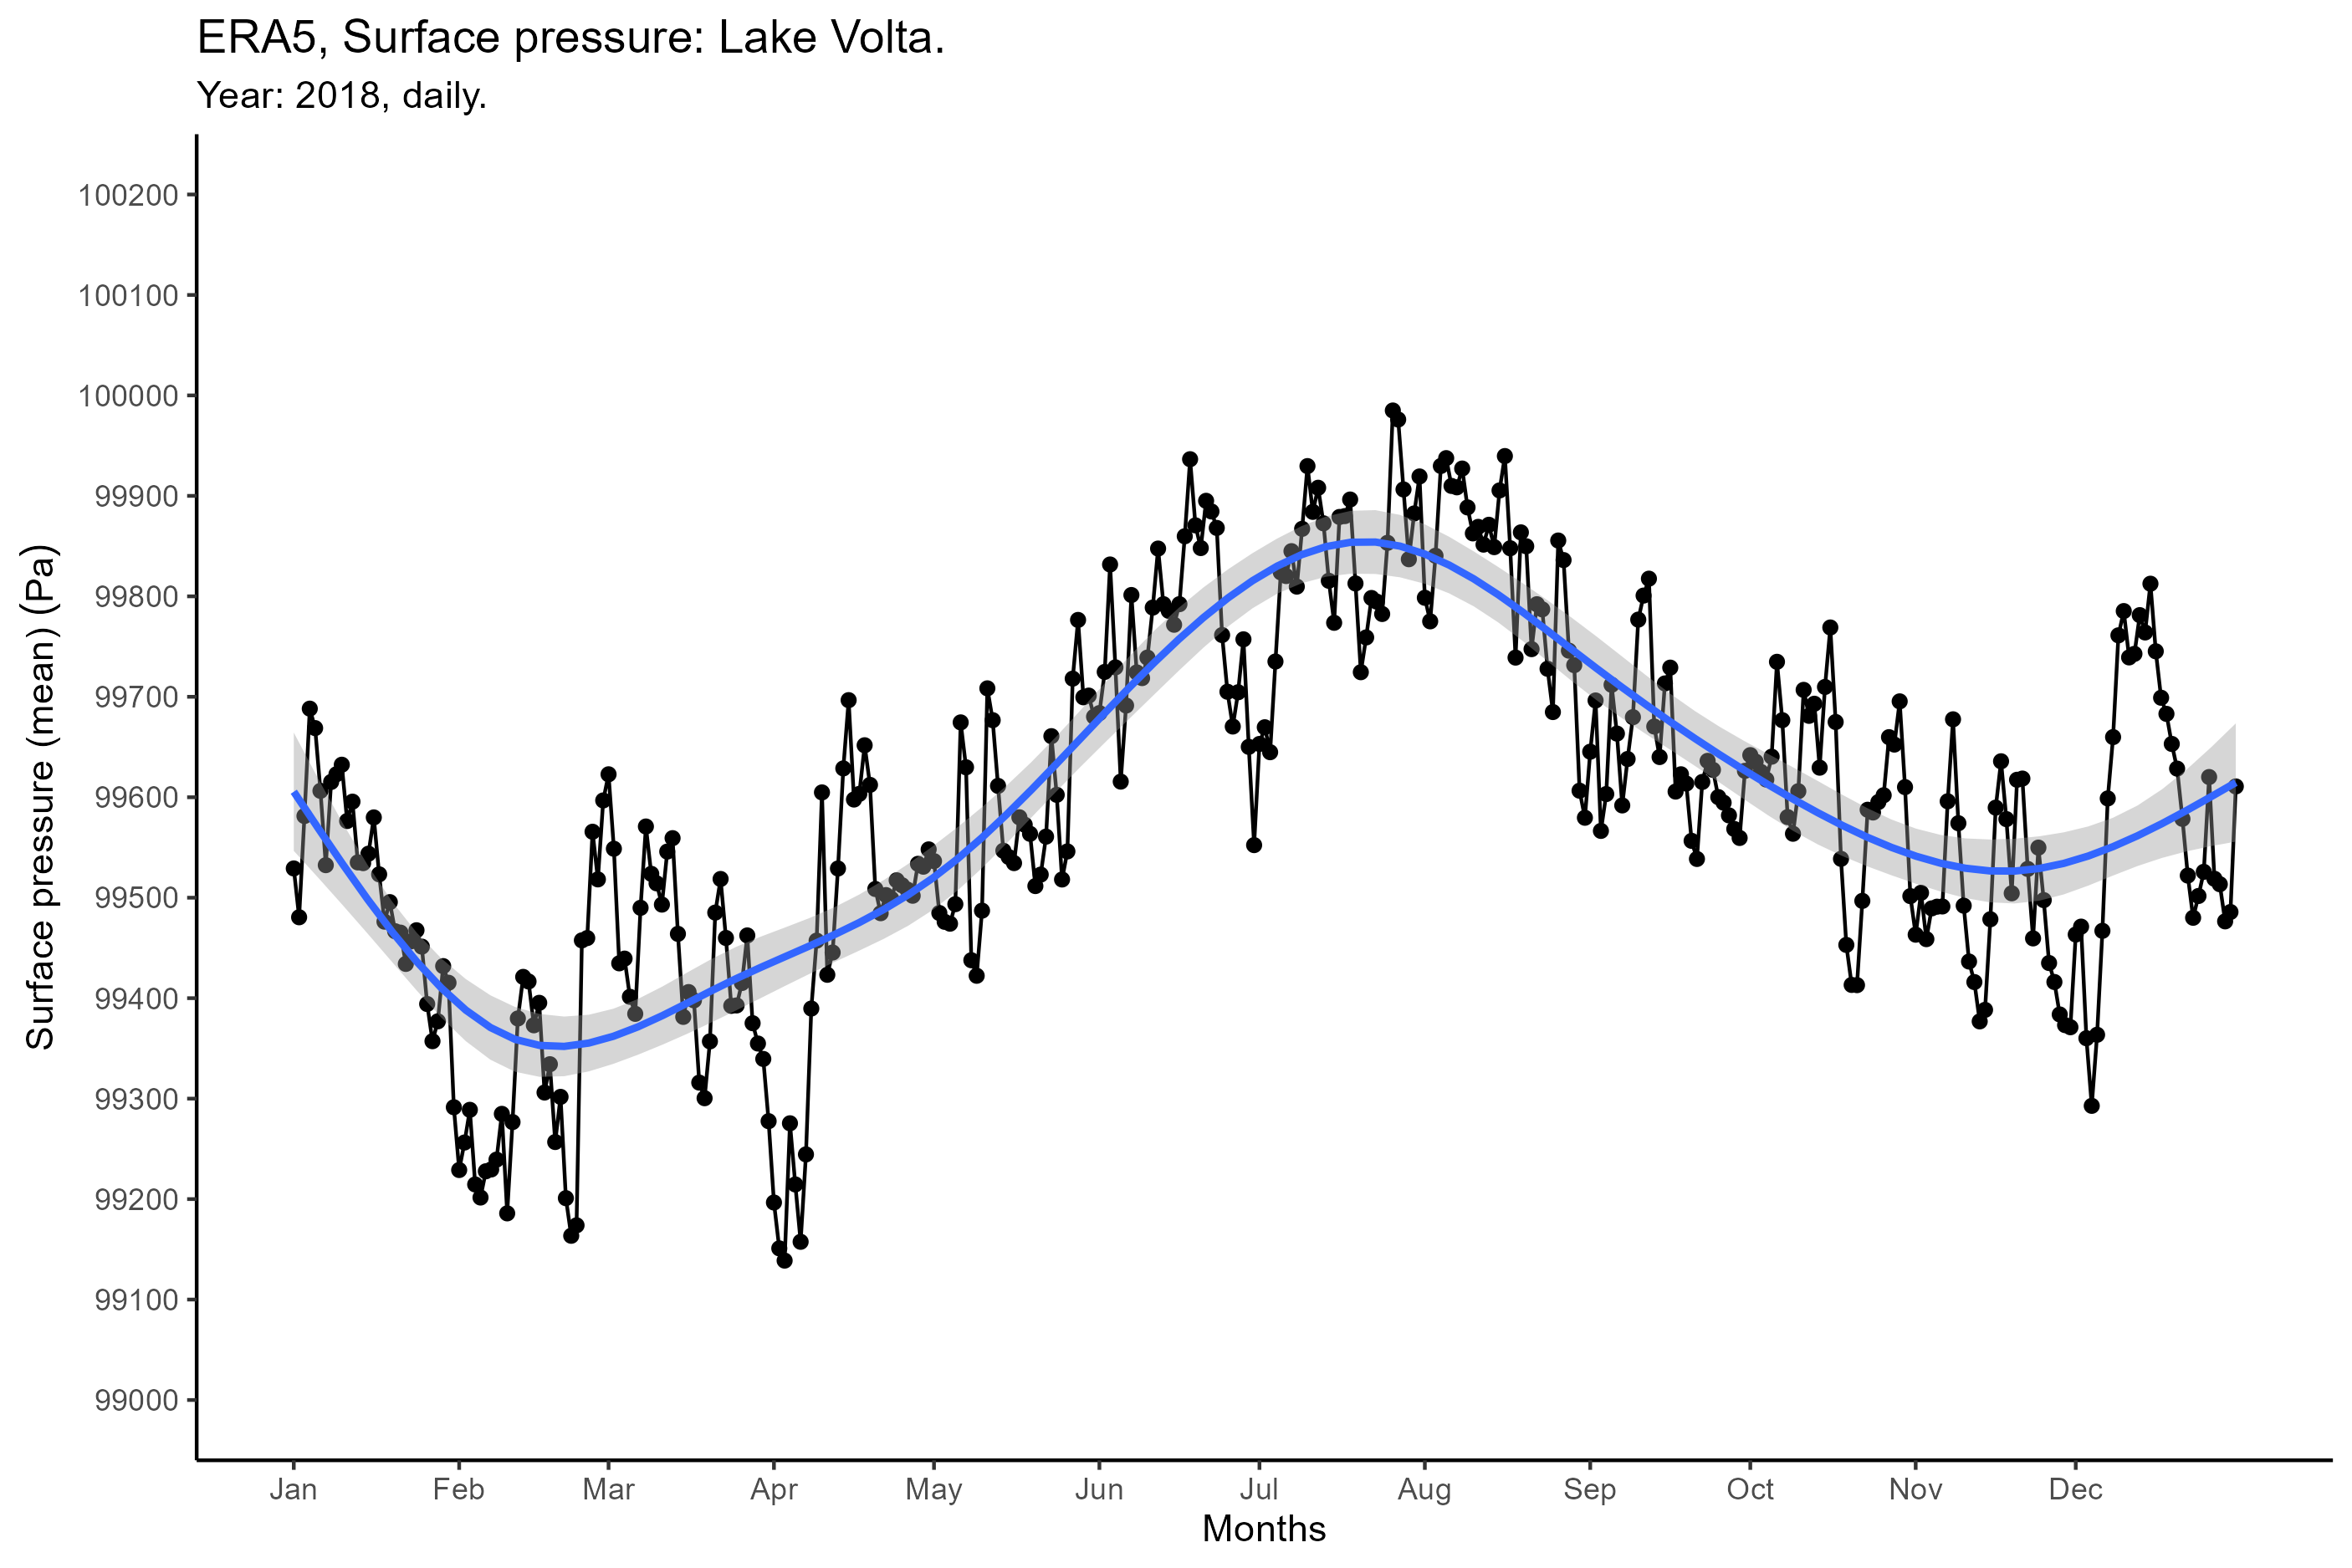 ERA5, Surface pressure: Lake Volta.
Year: 2018, daily.
Surface pressure (mean) (Pa)
100200
100100
100000
99900
99800
99700
99600
99500
99400
99300
99200
99100
99000
Jan Feb Mar Apr May Jun Jul Aug Sep Oct Nov Dec
Months